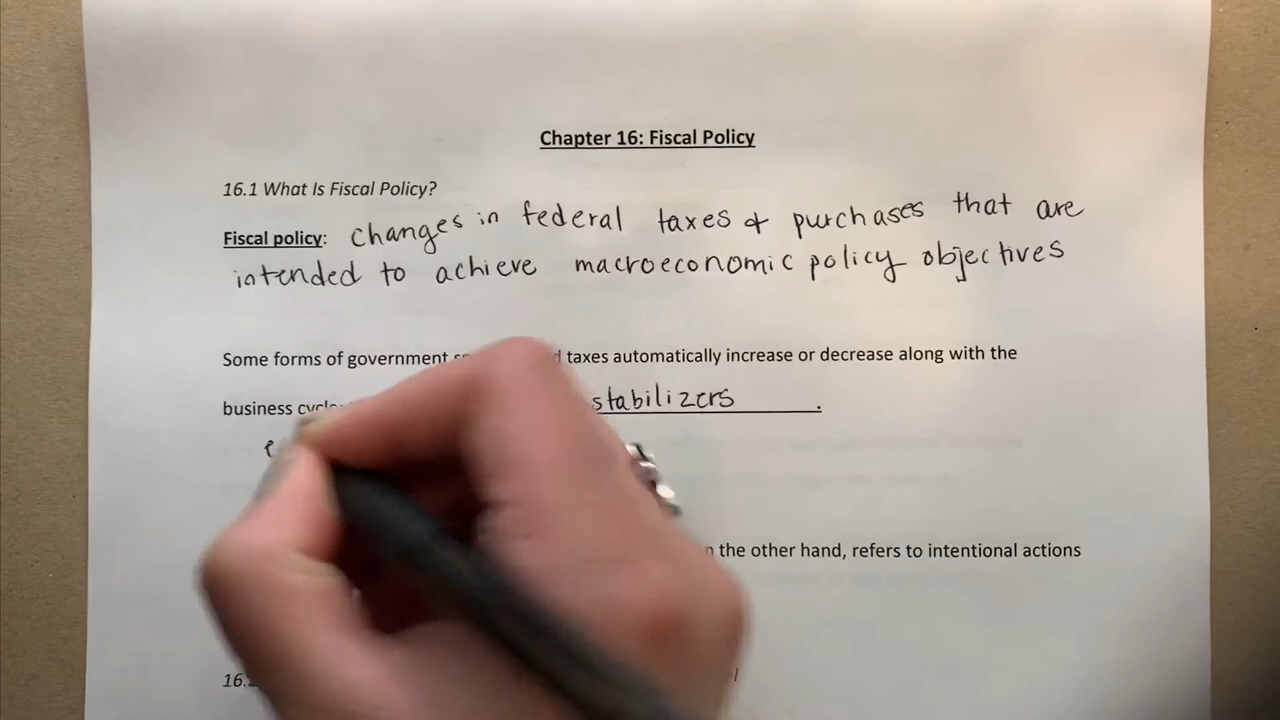 Chapter 16: Fiscal Policy
16.1 What Is Fiscal Policy?
Fiscal policy: changes in federal taxes & purchases that are
intended to achieve macroeconomic policy objectives
Some forms of government taxes automatically increase or decrease along with the
business stabilizers .
the other hand, refers to intentional actions